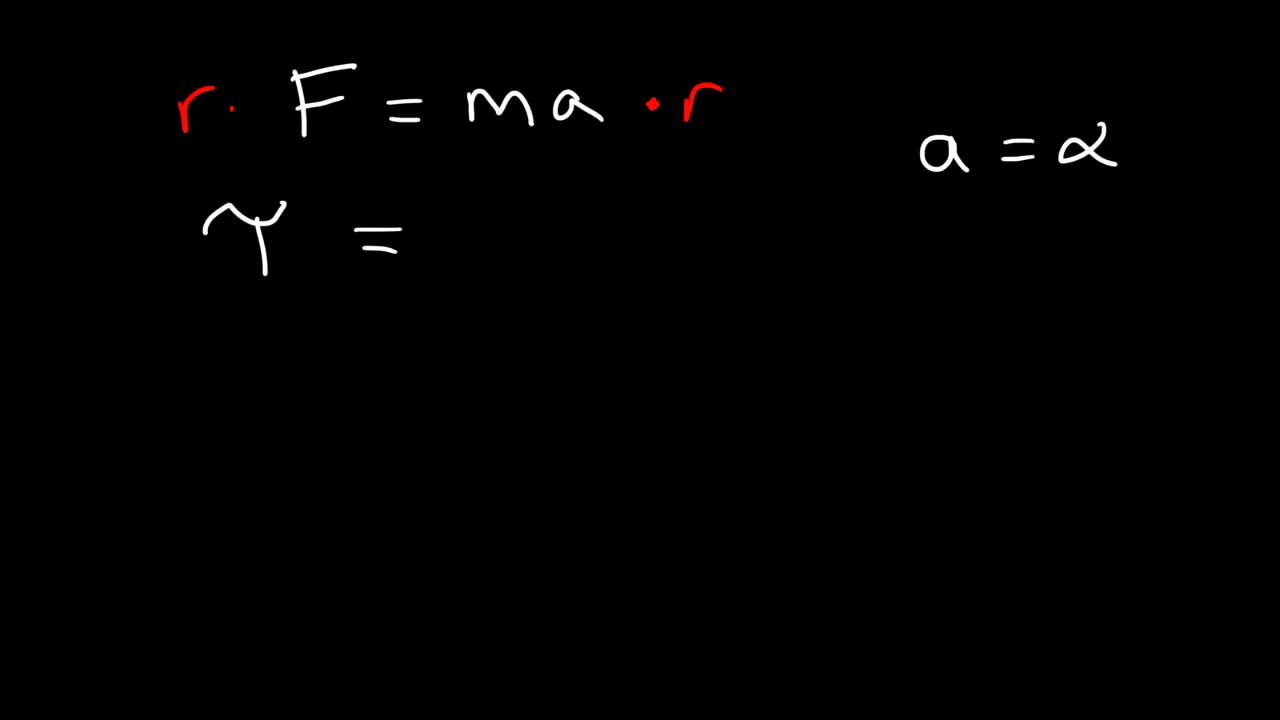 r · F = ma · r
a = α
τ =